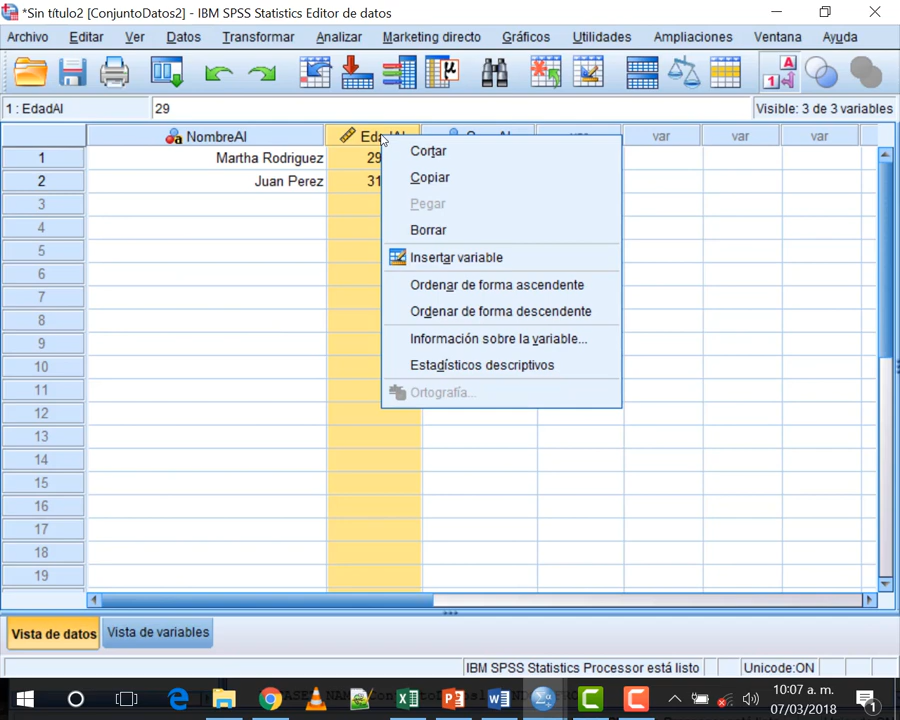 *Sin título2 [ConjuntoDatos2] - IBM SPSS Statistics Editor de datos
Archivo Editar Ver Datos Transformar Analizar Marketing directo Gráficos Utilidades Ampliaciones Ventana Ayuda
1 : EdadAl 29 Visible: 3 de 3 variables
NombreAl var var var
1 Martha Rodriguez 29
2 Juan Perez 31
3
4
5
6
7
8
9
10
11
12
13
14
15
16
17
18
19
Cortar
Copiar
Pegar
Borrar
Insertar variable
Ordenar de forma ascendente
Ordenar de forma descendente
Información sobre la variable...
Estadísticos descriptivos
Ortografía...
Vista de datos Vista de variables
IBM SPSS Statistics Processor está listo Unicode:ON
10:07 a. m.
07/03/2018